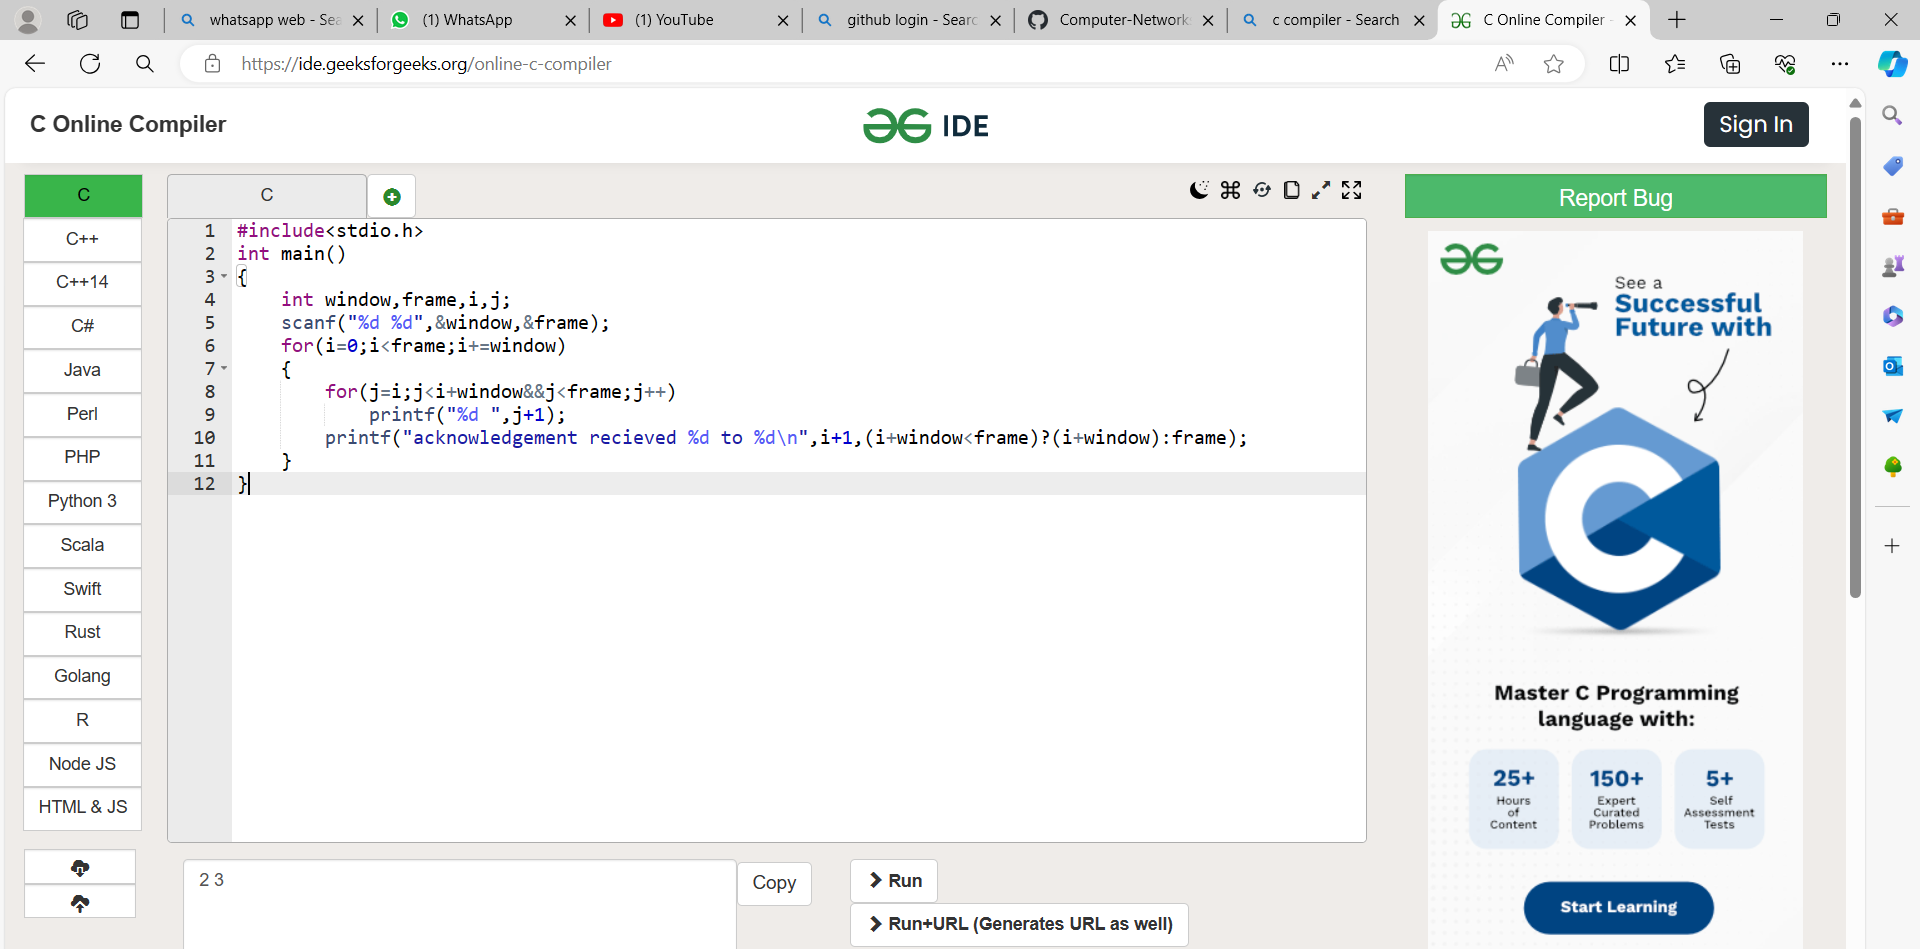 whatsapp web - Sea
(1) WhatsApp
(1) YouTube
github login - Searc
Computer-Network
c compiler - Search
C Online Compiler -
https://ide.geeksforgeeks.org/online-c-compiler
C Online Compiler
IDE
Sign In
C
C++
C++14
C#
Java
Perl
PHP
Python 3
Scala
Swift
Rust
Golang
R
Node JS
HTML & JS
C
1 #include<stdio.h>
2 int main()
3 {
4 int window,frame,i,j;
5 scanf("%d %d",&window,&frame);
6 for(i=0;i<frame;i+=window)
7 {
8 for(j=i;j<i+window&&j<frame;j++)
9 printf("%d ",j+1);
10 printf("acknowledgement recieved %d to %d\n",i+1,(i+window<frame)?(i+window):frame);
11 }
12 }
2 3
Copy
Run
Run+URL (Generates URL as well)
Report Bug
See a
Successful
Future with
C
Master C Programming
language with:
25+
Hours
of
Content
150+
Expert
Curated
Problems
5+
Self
Assessment
Tests
Start Learning